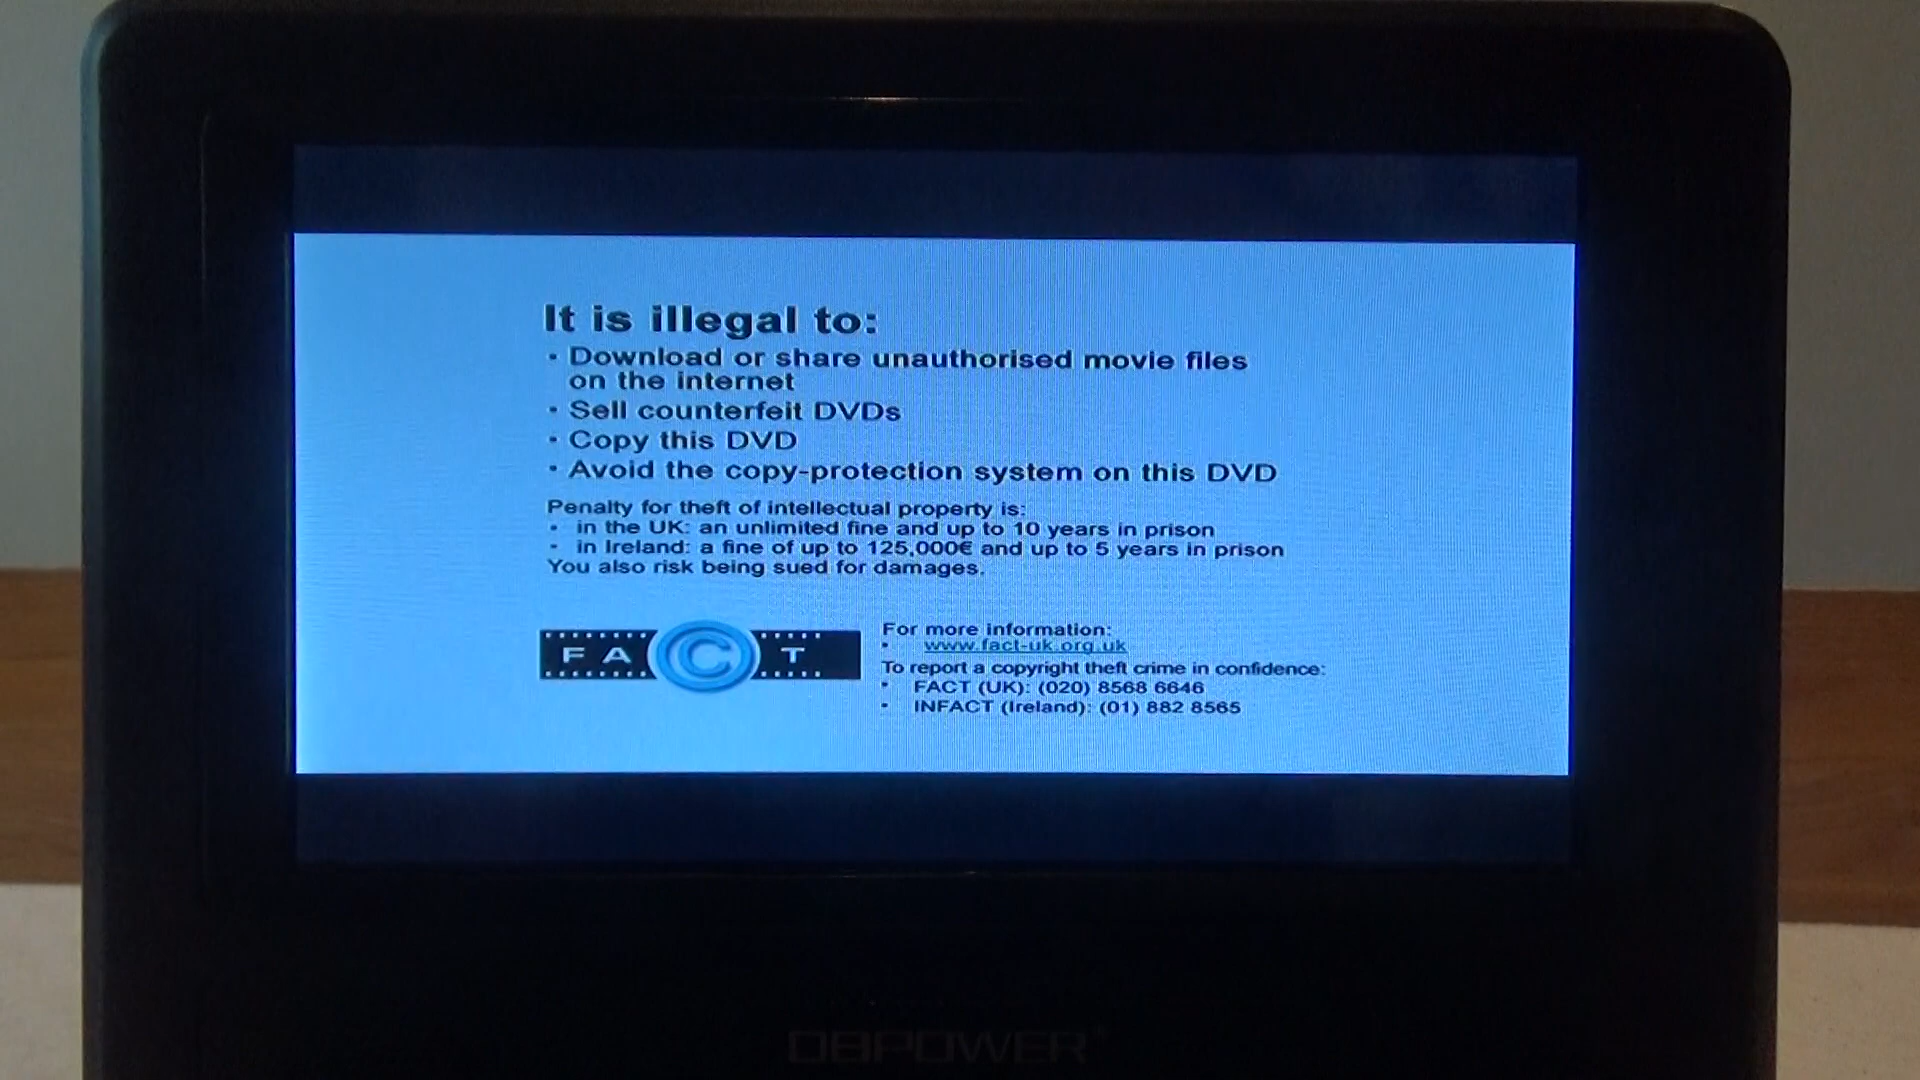 It is illegal to:
· Download or share unauthorised movie files
on the internet
· Sell counterfeit DVDs
· Copy this DVD
· Avoid the copy-protection system on this DVD
Penalty for theft of intellectual property is:
· in the UK: an unlimited fine and up to 10 years in prison
· in Ireland: a fine of up to 125,000€ and up to 5 years in prison
You also risk being sued for damages.
F A C T
For more information:
· www.fact-uk.org.uk
To report a copyright theft crime in confidence:
· FACT (UK): (020) 8568 6646
· INFACT (Ireland): (01) 882 8565
DBPOWER®